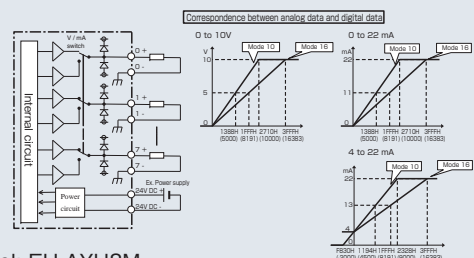 Correspondence between analog data and digital data
V / mA
switch
Internal circuit
0 +
0 -
1 +
1 -
7 +
7 -
Ex. Power supply
24V DC +
24V DC -
Power
circuit
0 to 10V
V
Mode 10
Mode 16
10
5
0
1388H 1FFFH 2710H 3FFFH
(5000) (8191) (10000) (16383)
0 to 22 mA
mA
Mode 10
Mode 16
22
11
0
1388H 1FFFH 2710H 3FFFH
(5000) (8191) (10000) (16383)
4 to 22 mA
mA
Mode 10
Mode 16
22
13
4
0
1194H 1FFFH 2328H 3FFFH
(4500) (8191) (9000) (16383)